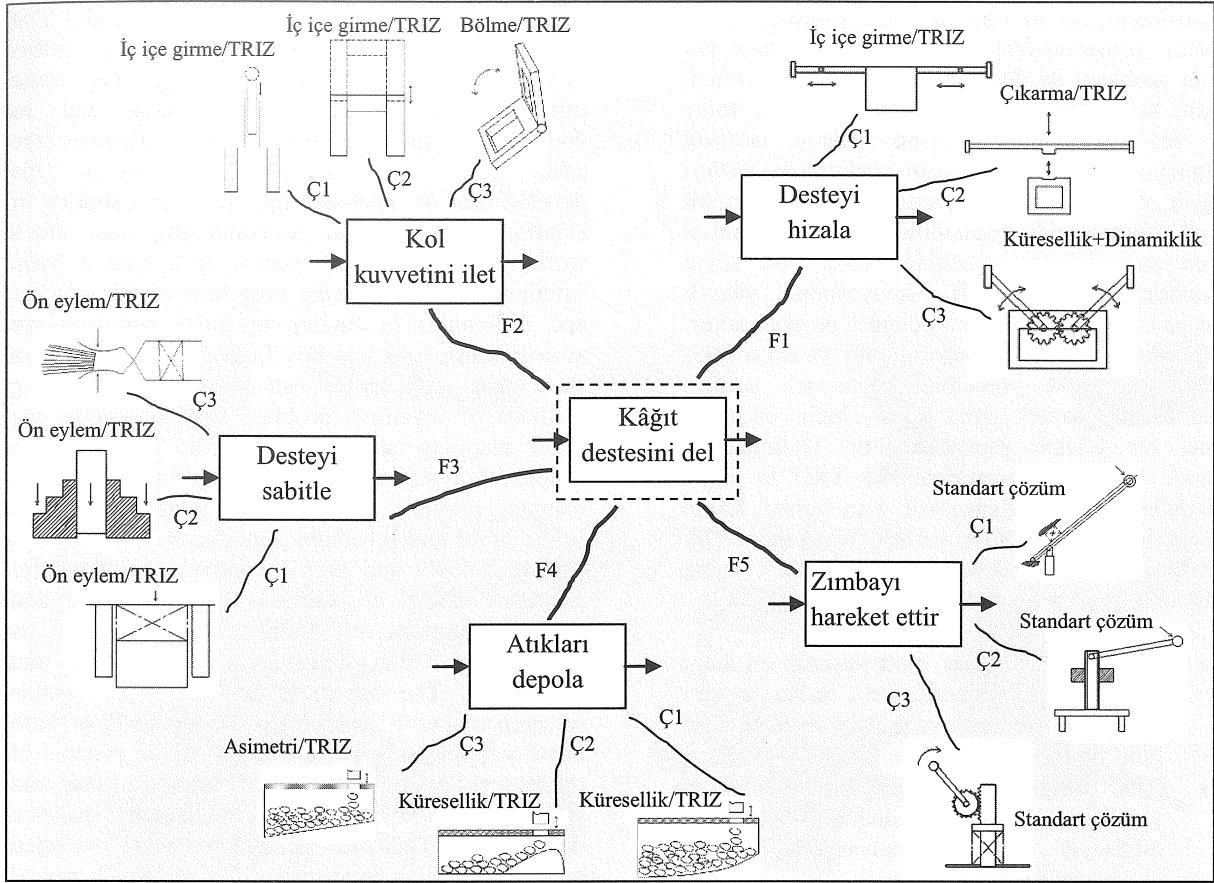 İç içe girme/TRIZ
İç içe girme/TRIZ
Bölme/TRIZ
Ç1
Ç2
Ç3
Kol
kuvvetini ilet
F2
İç içe girme/TRIZ
Çıkarma/TRIZ
Ç1
Ç2
Desteyi
hizala
Küresellik+Dinamiklik
Ç3
F1
Ön eylem/TRIZ
Ç3
Ön eylem/TRIZ
Desteyi
sabitle
Ç2
Ön eylem/TRIZ
Ç1
F3
Kâğıt
destesini del
F4
F5
Standart çözüm
Ç1
Zımbayı
hareket ettir
Standart çözüm
Ç2
Ç3
Standart çözüm
Atıkları
depola
Ç3
Ç2
Ç1
Asimetri/TRIZ
Küresellik/TRIZ
Küresellik/TRIZ